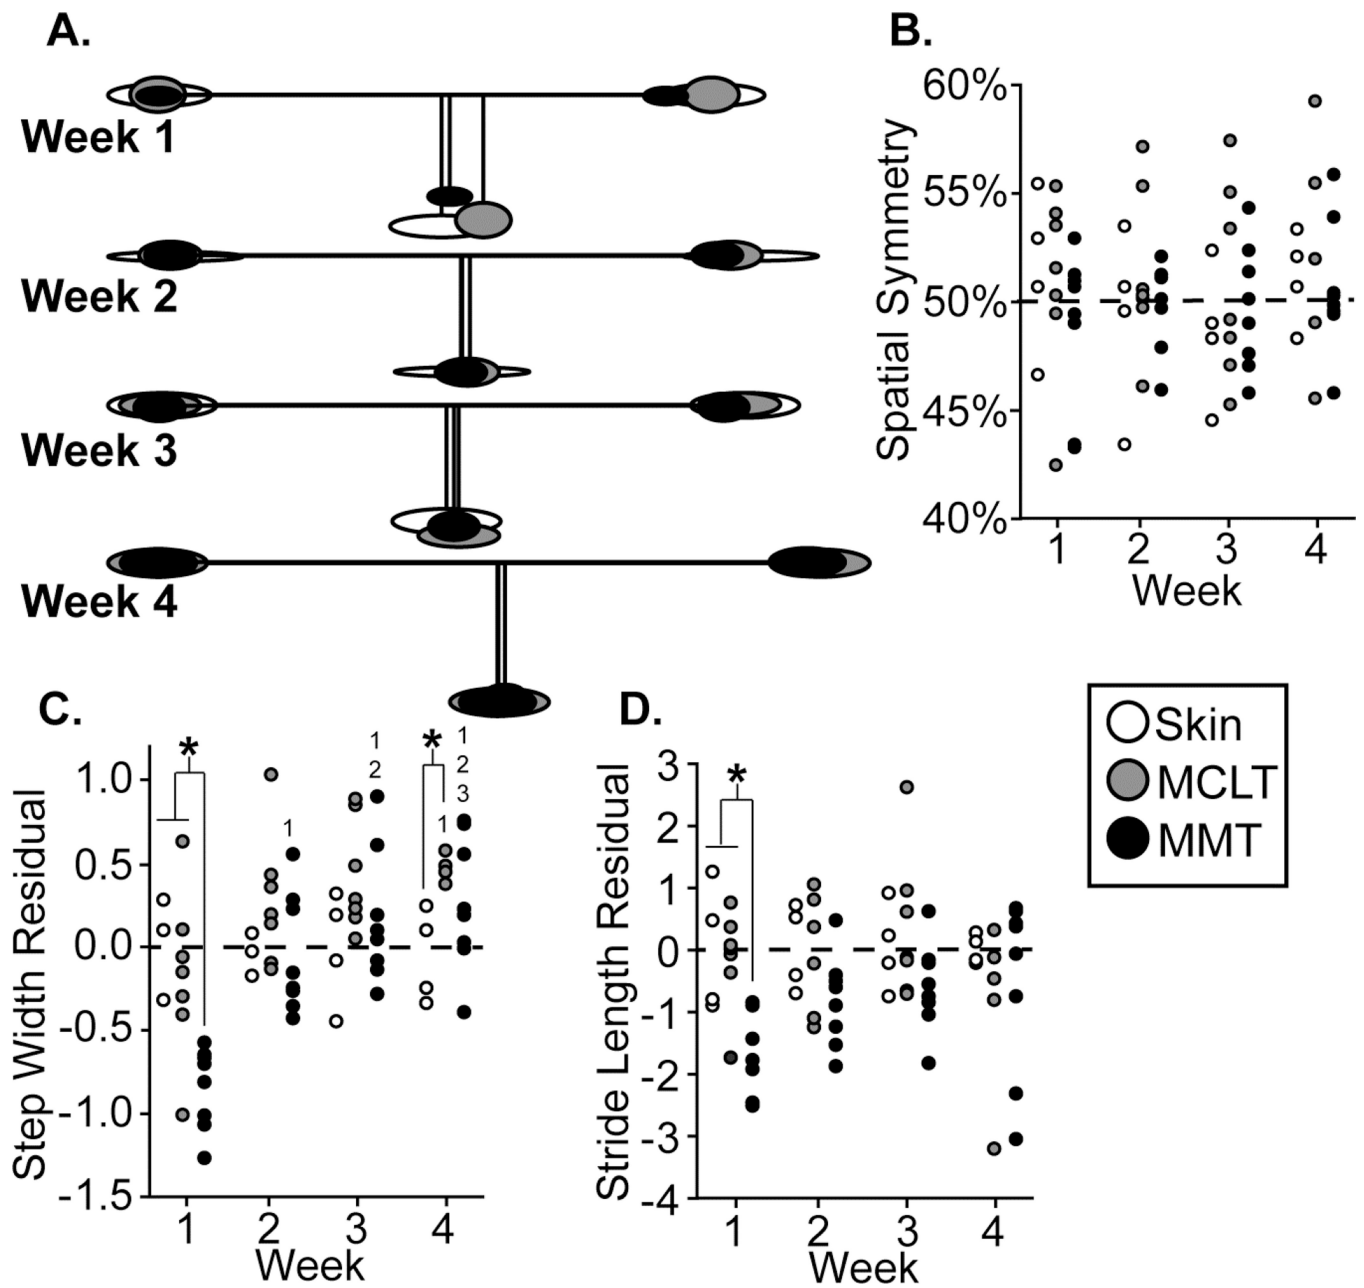 A.
Week 1
Week 2
Week 3
Week 4
B.
Spatial Symmetry
60%
55%
50%
45%
40%
1 2 3 4
Week
C.
Step Width Residual
1.0
0.5
0.0
-0.5
-1.0
-1.5
*
1
1
2
*
1
1
2
3
1 2 3 4
Week
D.
Stride Length Residual
3
2
1
0
-1
-2
-3
-4
*
1 2 3 4
Week
Skin
MCLT
MMT